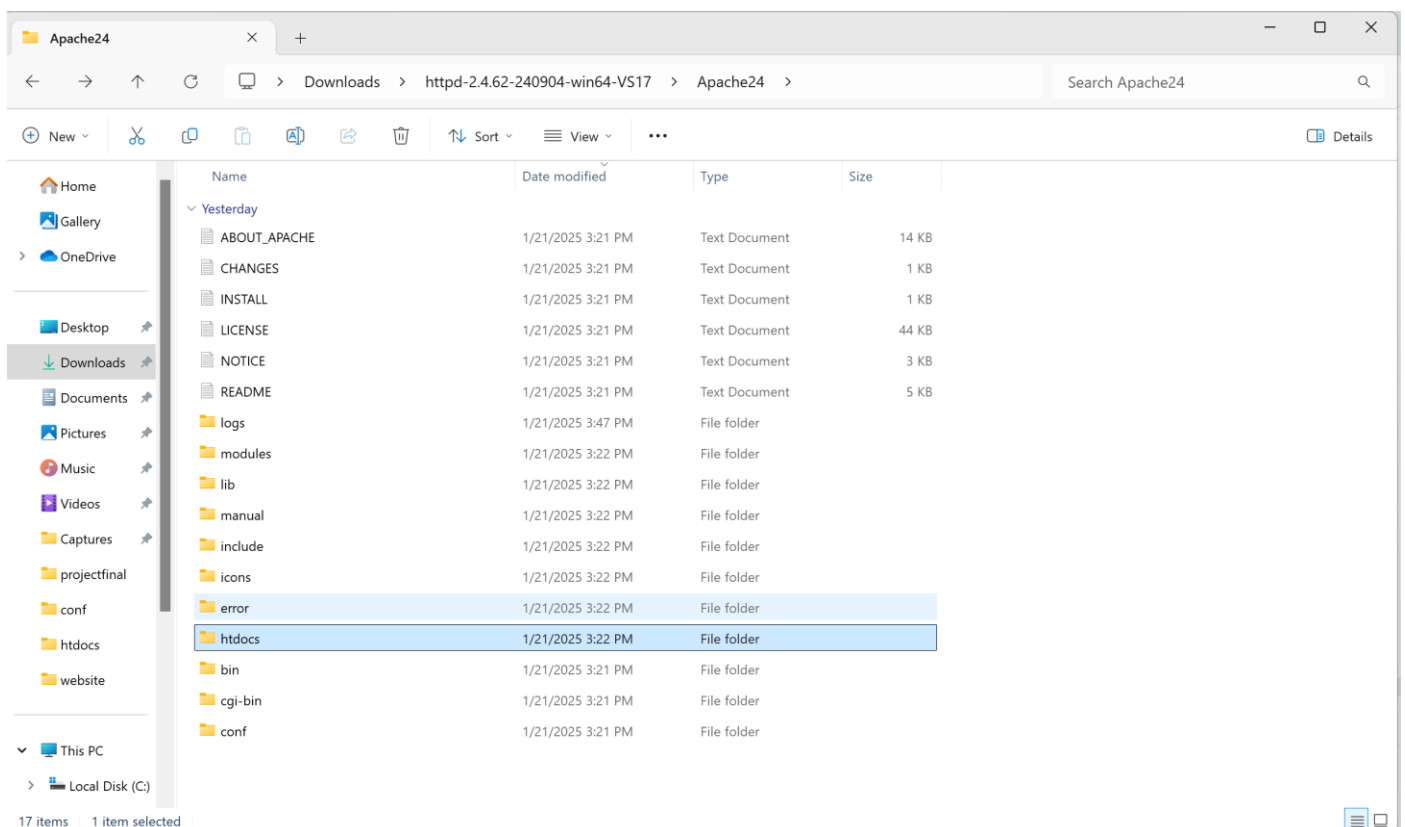 Apache24
Downloads > httpd-2.4.62-240904-win64-VS17 > Apache24 >
Search Apache24
New
Sort
View
Details
Home
Gallery
OneDrive
Desktop
Downloads
Documents
Pictures
Music
Videos
Captures
projectfinal
conf
htdocs
website
This PC
Local Disk (C:)
Name Date modified Type Size
Yesterday
ABOUT_APACHE 1/21/2025 3:21 PM Text Document 14 KB
CHANGES 1/21/2025 3:21 PM Text Document 1 KB
INSTALL 1/21/2025 3:21 PM Text Document 1 KB
LICENSE 1/21/2025 3:21 PM Text Document 44 KB
NOTICE 1/21/2025 3:21 PM Text Document 3 KB
README 1/21/2025 3:21 PM Text Document 5 KB
logs 1/21/2025 3:47 PM File folder
modules 1/21/2025 3:22 PM File folder
lib 1/21/2025 3:22 PM File folder
manual 1/21/2025 3:22 PM File folder
include 1/21/2025 3:22 PM File folder
icons 1/21/2025 3:22 PM File folder
error 1/21/2025 3:22 PM File folder
htdocs 1/21/2025 3:22 PM File folder
bin 1/21/2025 3:21 PM File folder
cgi-bin 1/21/2025 3:21 PM File folder
conf 1/21/2025 3:21 PM File folder
17 items 1 item selected